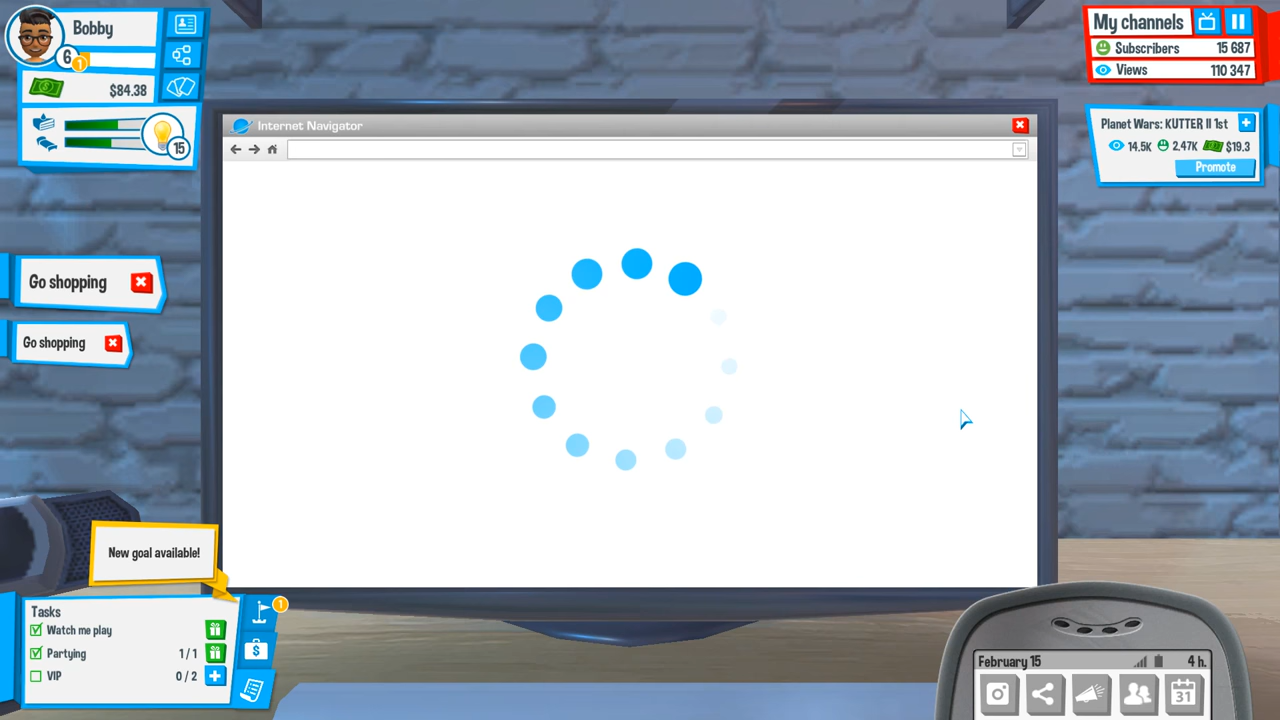 Bobby
6
1
$84.38
15
Go shopping
Go shopping
New goal available!
Tasks
1
Watch me play
Partying 1/1
VIP 0/2
Internet Navigator
My channels
Subscribers 15 687
Views 110 347
Planet Wars: KUTTER II 1st
14.5K 2.47K $19.3
Promote
February 15 4 h.
31